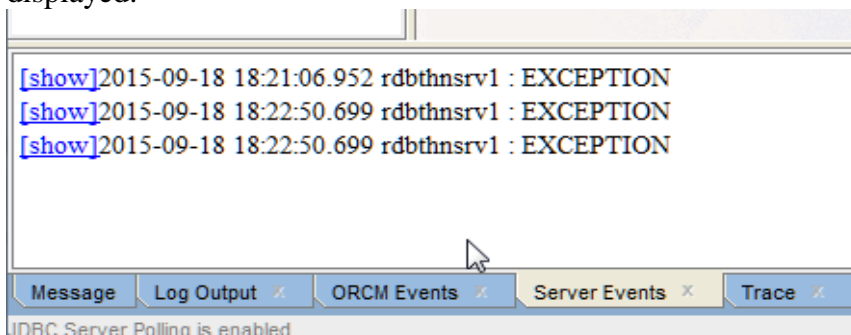 displayed.
[show]2015-09-18 18:21:06.952 rdbthnsrv1 : EXCEPTION
[show]2015-09-18 18:22:50.699 rdbthnsrv1 : EXCEPTION
[show]2015-09-18 18:22:50.699 rdbthnsrv1 : EXCEPTION
Message Log Output x ORCM Events x Server Events x Trace x
JDBC Server Polling is enabled